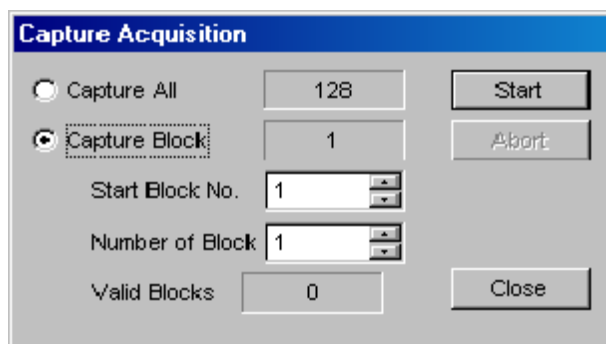 Capture Acquisition
Capture All 128 Start
Capture Block 1 Abort
Start Block No. 1
Number of Block 1
Valid Blocks 0 Close